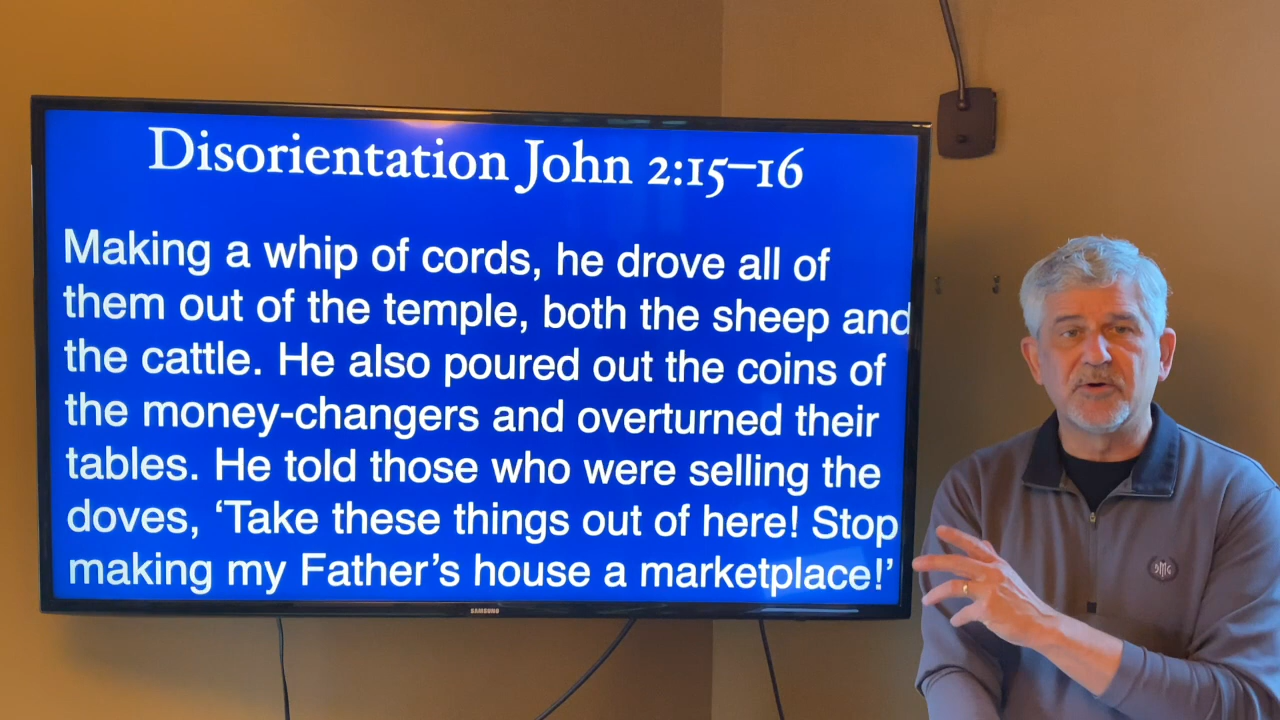 Disorientation John 2:15–16
Making a whip of cords, he drove all of
them out of the temple, both the sheep and
the cattle. He also poured out the coins of
the money-changers and overturned their
tables. He told those who were selling the
doves, ‘Take these things out of here! Stop
making my Father’s house a marketplace!’
SAMSUNG